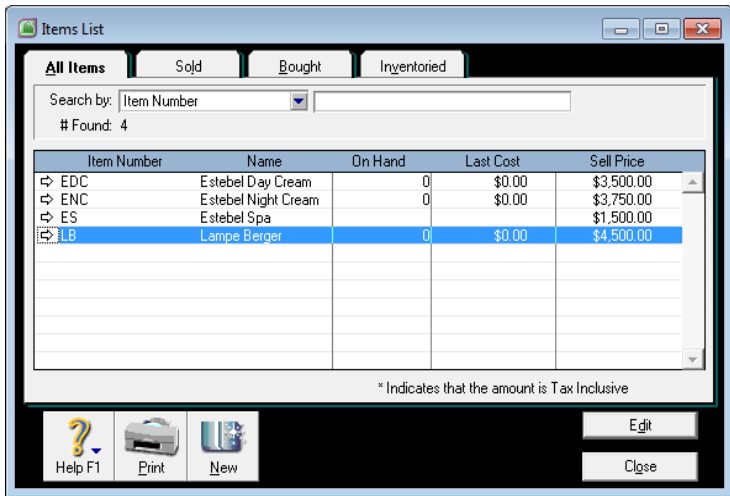 Items List
All Items Sold Bought Inventoried
Search by: Item Number
# Found: 4
Item Number Name On Hand Last Cost Sell Price
EDC Estebel Day Cream 0 $0.00 $3,500.00
ENC Estebel Night Cream 0 $0.00 $3,750.00
ES Estebel Spa $1,500.00
LB Lampe Berger 0 $0.00 $4,500.00
* Indicates that the amount is Tax Inclusive
Edit
Help F1 Print New Close